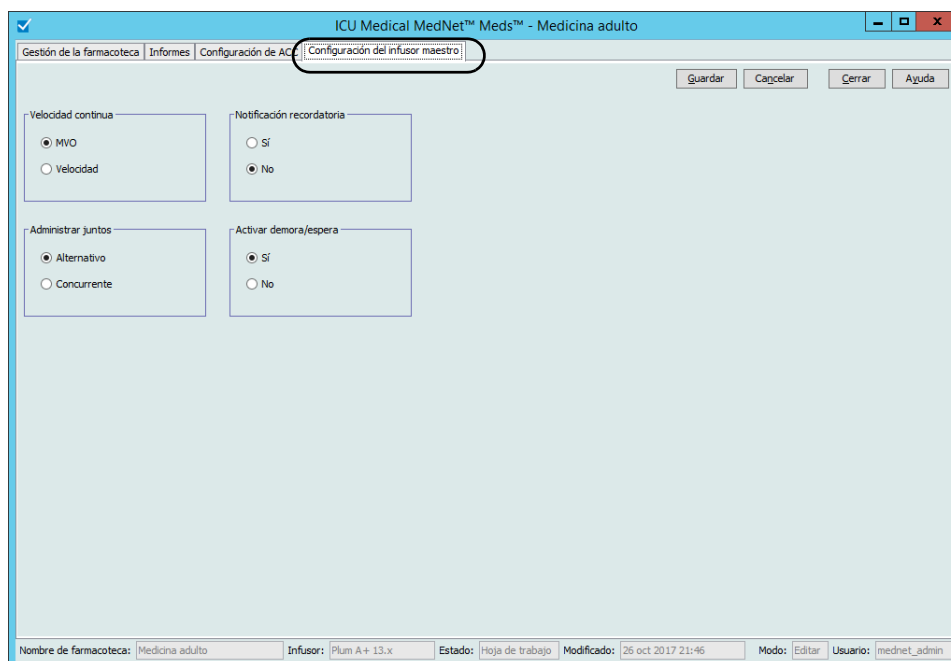 ICU Medical MedNet™ Meds™ - Medicina adulto
Gestión de la farmacoteca Informes Configuración de ACC Configuración del infusor maestro
Guardar Cancelar Cerrar Ayuda
Velocidad continua Notificación recordatoria
MVO Sí
Velocidad No
Administrar juntos Activar demora/espera
Alternativo Sí
Concurrente No
Nombre de farmacoteca: Medicina adulto Infusor: Plum A+ 13.x Estado: Hoja de trabajo Modificado: 26 oct 2017 21:46 Modo: Editar Usuario: mednet_admin